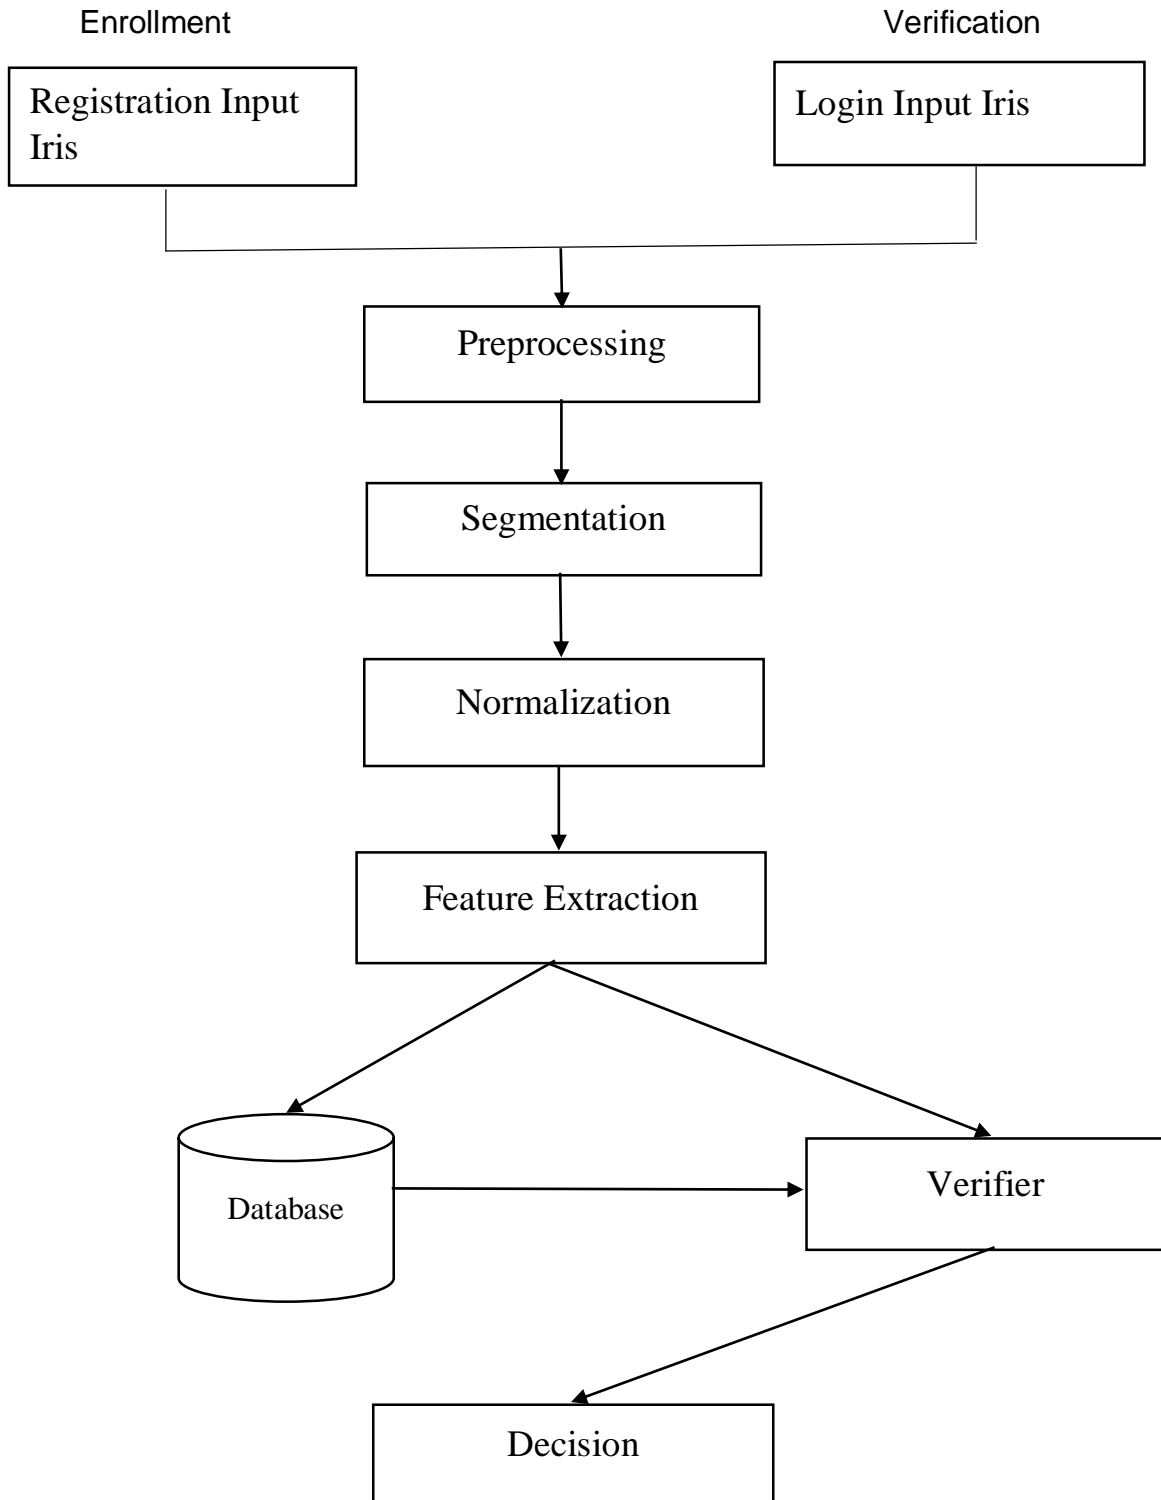 Enrollment
Verification
Registration Input
Iris
Login Input Iris
Preprocessing
Segmentation
Normalization
Feature Extraction
Database
Verifier
Decision